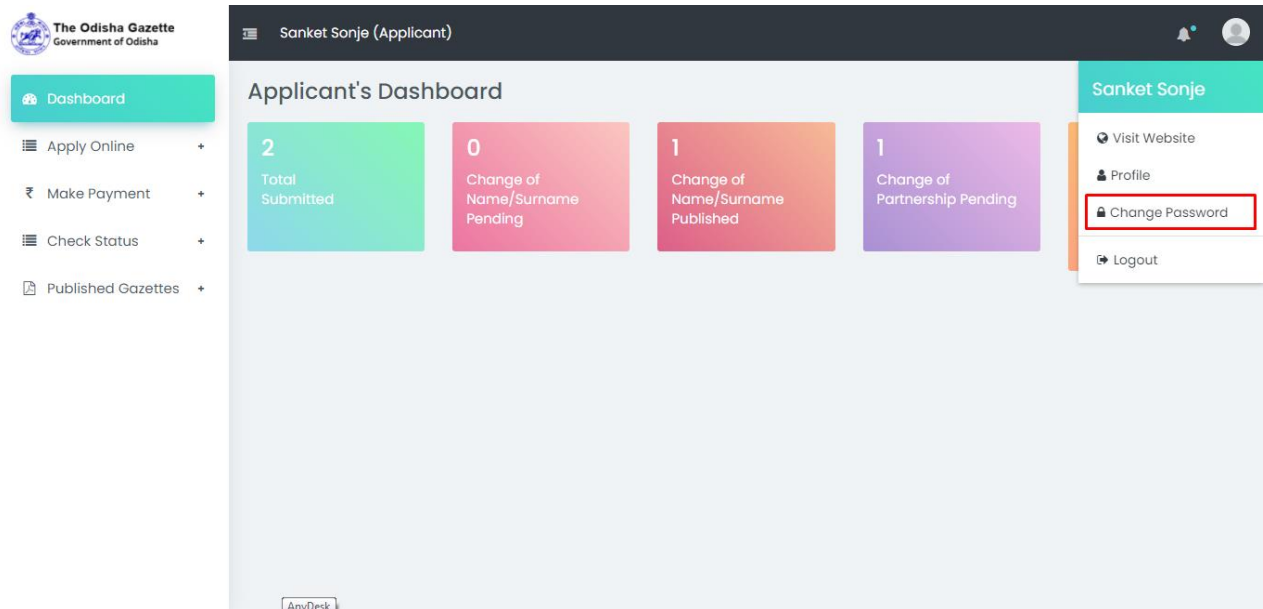 The Odisha Gazette
Government of Odisha
Sanket Sonje (Applicant)
Dashboard
Apply Online +
₹ Make Payment +
Check Status +
Published Gazettes +
Applicant's Dashboard
2
Total
Submitted
0
Change of
Name/Surname
Pending
1
Change of
Name/Surname
Published
1
Change of
Partnership Pending
Sanket Sonje
Visit Website
Profile
Change Password
Logout
AnyDesk